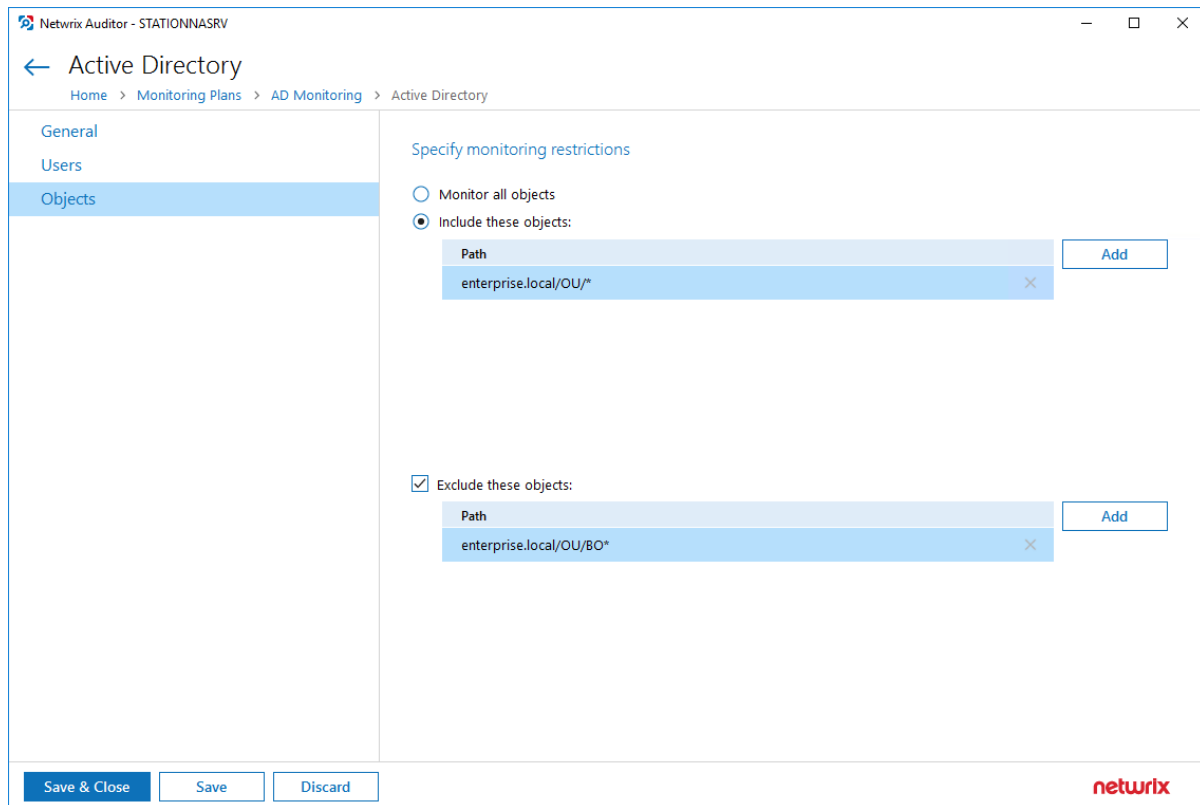 Netwrix Auditor - STATIONNASRV
Active Directory
Home > Monitoring Plans > AD Monitoring > Active Directory
General
Users
Objects
Specify monitoring restrictions
Monitor all objects
Include these objects:
Path
Add
enterprise.local/OU/*
Exclude these objects:
Path
Add
enterprise.local/OU/BO*
Save & Close
Save
Discard
netwrix